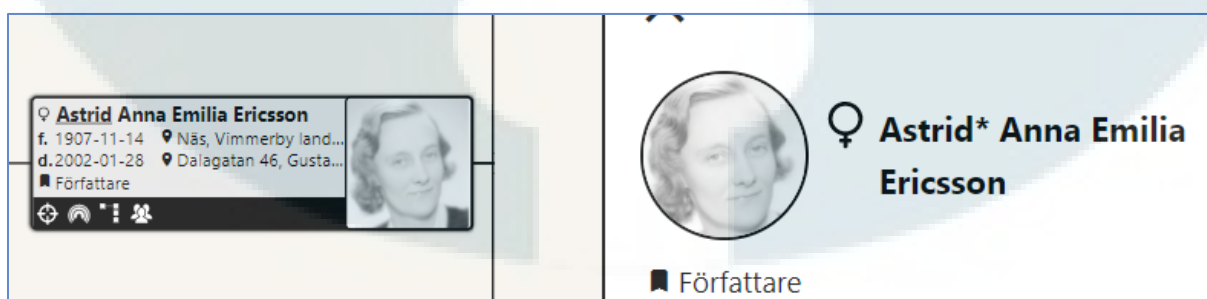 ♀ Astrid Anna Emilia Ericsson
f. 1907-11-14 Näs, Vimmerby land...
d.2002-01-28 Dalagatan 46, Gusta...
Författare
♀ Astrid* Anna Emilia
Ericsson
Författare